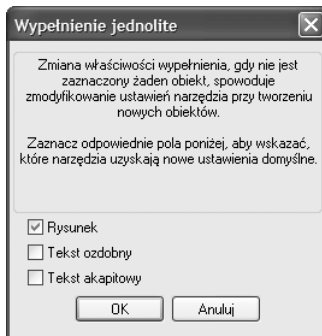 Wypełnienie jednolite
Zmiana właściwości wypełnienia, gdy nie jest
zaznaczony żaden obiekt, spowoduje
zmodyfikowanie ustawień narzędzia przy tworzeniu
nowych obiektów.
Zaznacz odpowiednie pola poniżej, aby wskazać,
które narzędzia uzyskają nowe ustawienia domyślne.
Rysunek
Tekst ozdobny
Tekst akapitowy
OK Anuluj